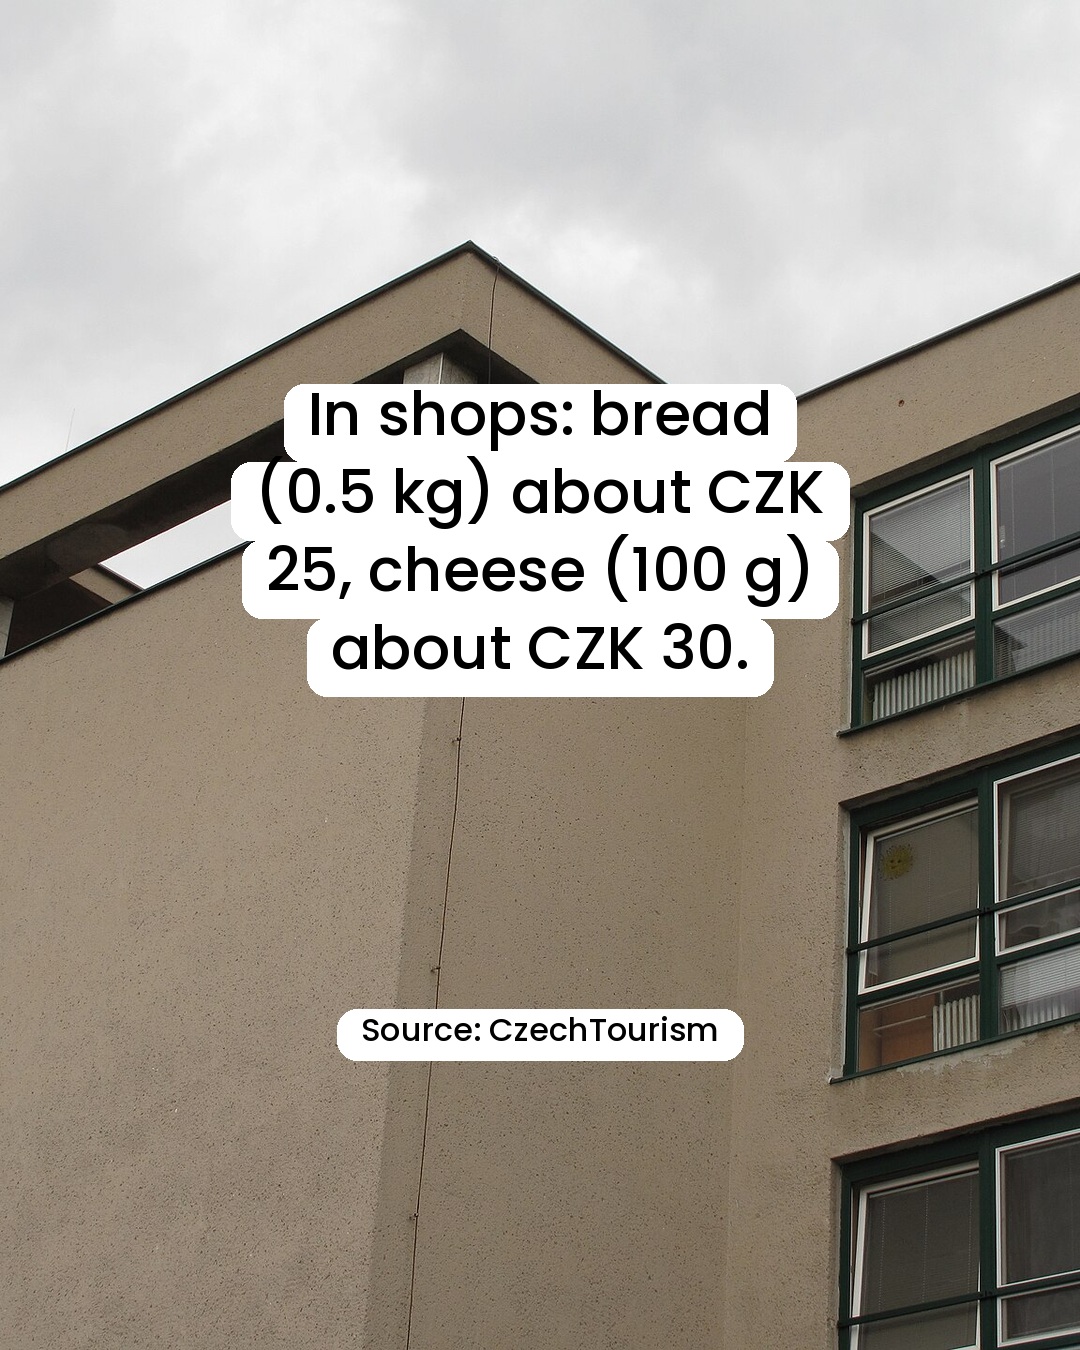 In shops: bread
(0.5 kg) about CZK
25, cheese (100 g)
about CZK 30.
Source: CzechTourism